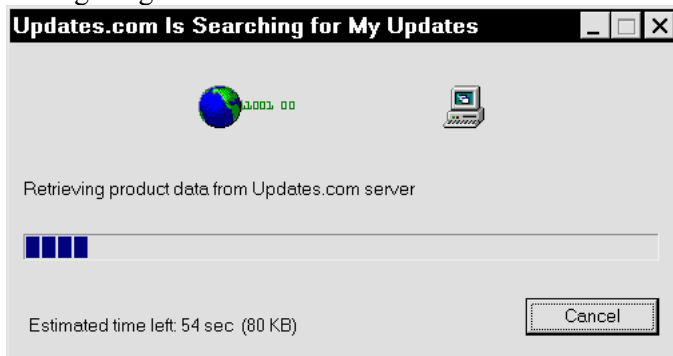 Updates.com Is Searching for My Updates
1001 00
Retrieving product data from Updates.com server
Estimated time left: 54 sec (80 KB)
Cancel